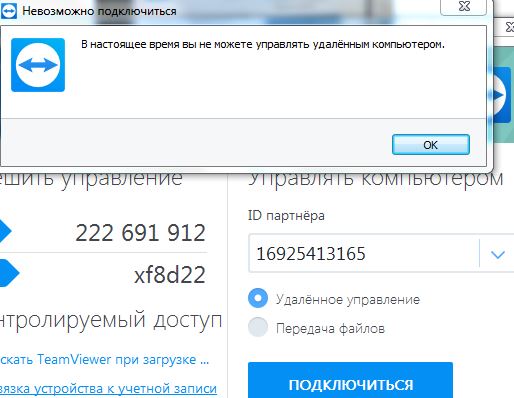 Невозможно подключиться
В настоящее время вы не можете управлять удалённым компьютером.
OK
ешить управление
Управлять компьютером
222 691 912
ID партнёра
16925413165
xf8d22
Удалённое управление
нтролируемый доступ
Передача файлов
скать TeamViewer при загрузке ...
вязка устройства к учетной записи
ПОДКЛЮЧИТЬСЯ